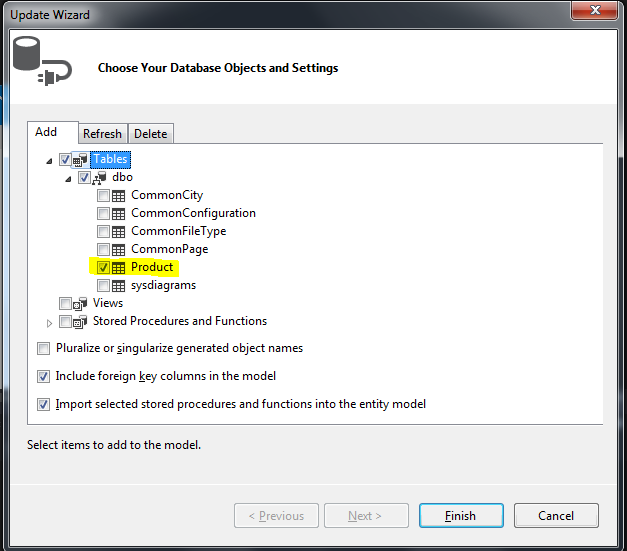 Update Wizard
Choose Your Database Objects and Settings
Add Refresh Delete
Tables
dbo
CommonCity
CommonConfiguration
CommonFileType
CommonPage
Product
sysdiagrams
Views
Stored Procedures and Functions
Pluralize or singularize generated object names
Include foreign key columns in the model
Import selected stored procedures and functions into the entity model
Select items to add to the model.
< Previous Next > Finish Cancel